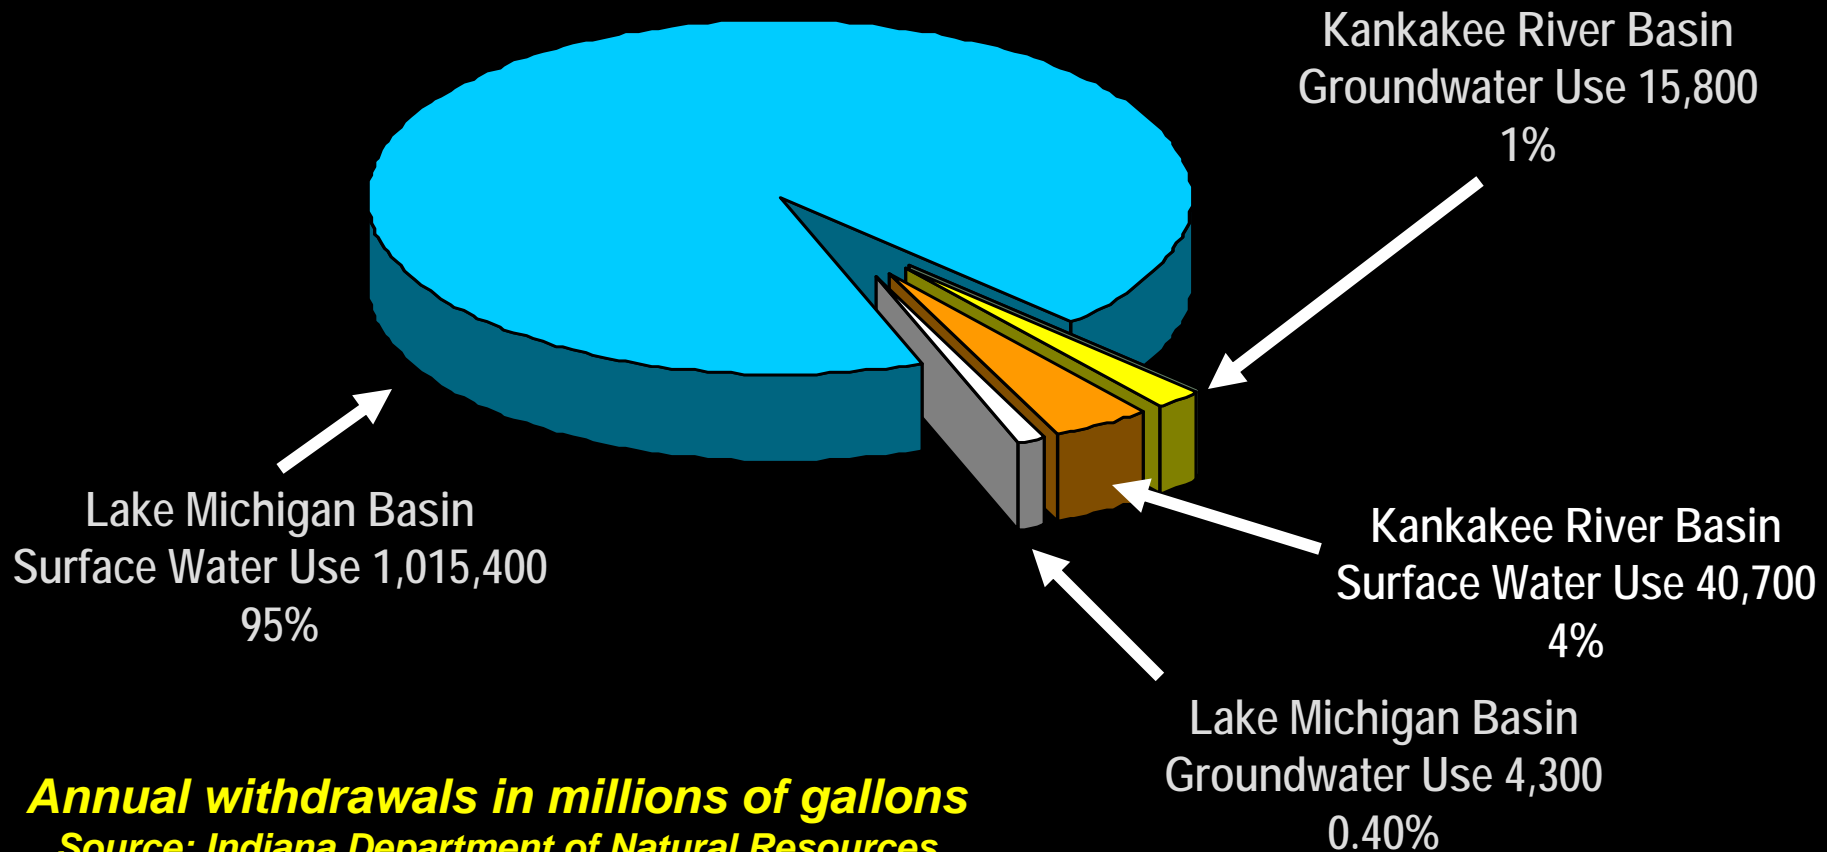 Kankakee River Basin
Groundwater Use 15,800
1%
Lake Michigan Basin
Surface Water Use 1,015,400
95%
Kankakee River Basin
Surface Water Use 40,700
4%
Lake Michigan Basin
Groundwater Use 4,300
0.40%
Annual withdrawals in millions of gallons
Source: Indiana Department of Natural Resources